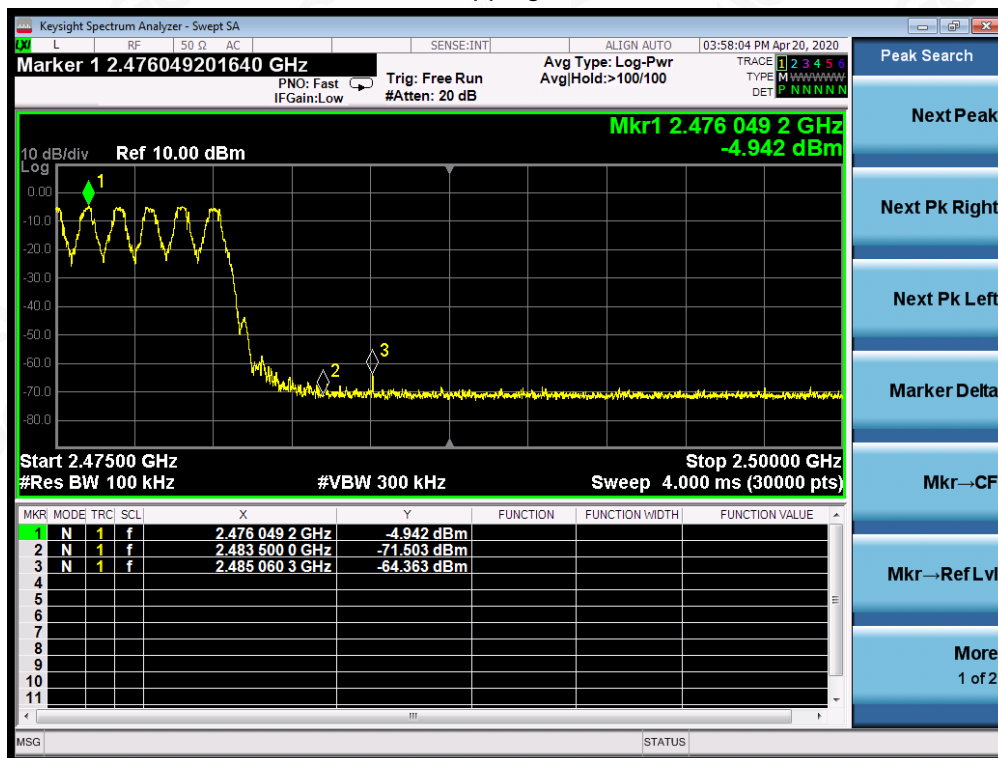 Keysight Spectrum Analyzer - Swept SA
LXI L RF 50 Ω AC SENSE:INT ALIGN AUTO 03:58:04 PM Apr 20, 2020
Marker 1 2.476049201640 GHz
PNO: Fast
IFGain:Low
Trig: Free Run
#Atten: 20 dB
Avg Type: Log-Pwr
Avg|Hold:>100/100
TRACE 1 2 3 4 5 6
TYPE M WWWWW
DET P N N N N N
Mkr1 2.476 049 2 GHz
-4.942 dBm
10 dB/div Ref 10.00 dBm
Log
0.00
-10.0
-20.0
-30.0
-40.0
-50.0
-60.0
-70.0
-80.0
1
2
3
Start 2.47500 GHz Stop 2.50000 GHz
#Res BW 100 kHz #VBW 300 kHz Sweep 4.000 ms (30000 pts)
MKR MODE TRC SCL X Y FUNCTION FUNCTION WIDTH FUNCTION VALUE
1 N 1 f 2.476 049 2 GHz -4.942 dBm
2 N 1 f 2.483 500 0 GHz -71.503 dBm
3 N 1 f 2.485 060 3 GHz -64.363 dBm
4
5
6
7
8
9
10
11
MSG STATUS
Peak Search
Next Peak
Next Pk Right
Next Pk Left
Marker Delta
Mkr→CF
Mkr→Ref Lvl
More
1 of 2